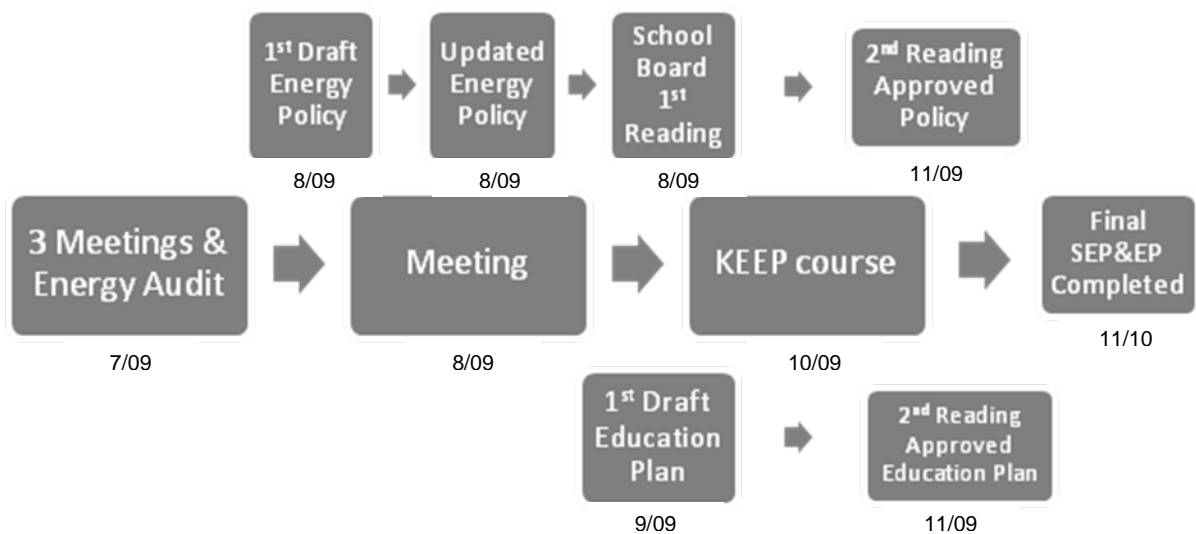 1st Draft
Energy
Policy
8/09
Updated
Energy
Policy
8/09
School
Board
1st
Reading
8/09
2nd Reading
Approved
Policy
11/09
3 Meetings &
Energy Audit
7/09
Meeting
8/09
KEEP course
10/09
Final
SEP&EP
Completed
11/10
1st Draft
Education
Plan
9/09
2nd Reading
Approved
Education Plan
11/09